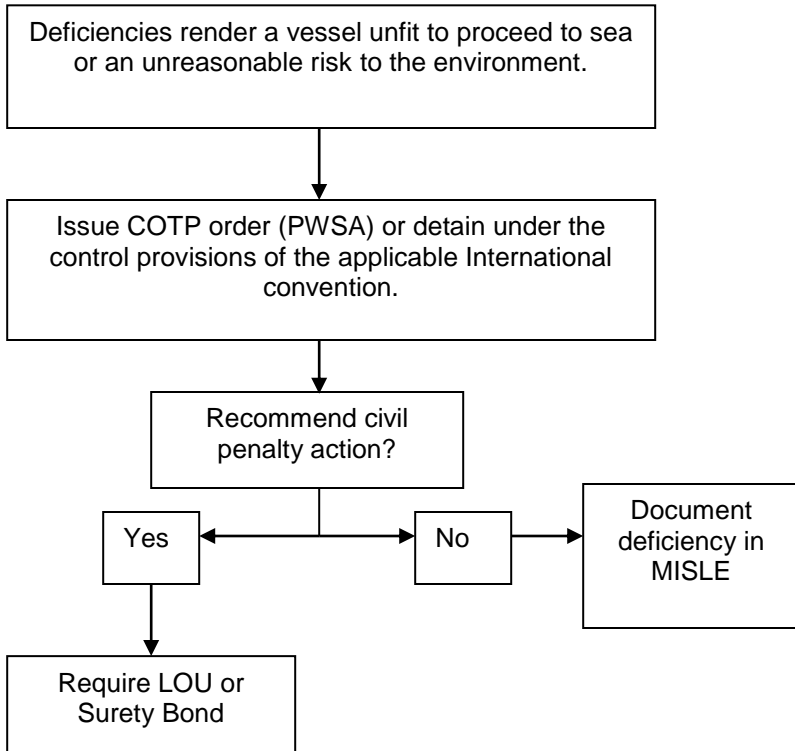 Deficiencies render a vessel unfit to proceed to sea
or an unreasonable risk to the environment.
Issue COTP order (PWSA) or detain under the
control provisions of the applicable International
convention.
Recommend civil
penalty action?
Yes
No
Document
deficiency in
MISLE
Require LOU or
Surety Bond